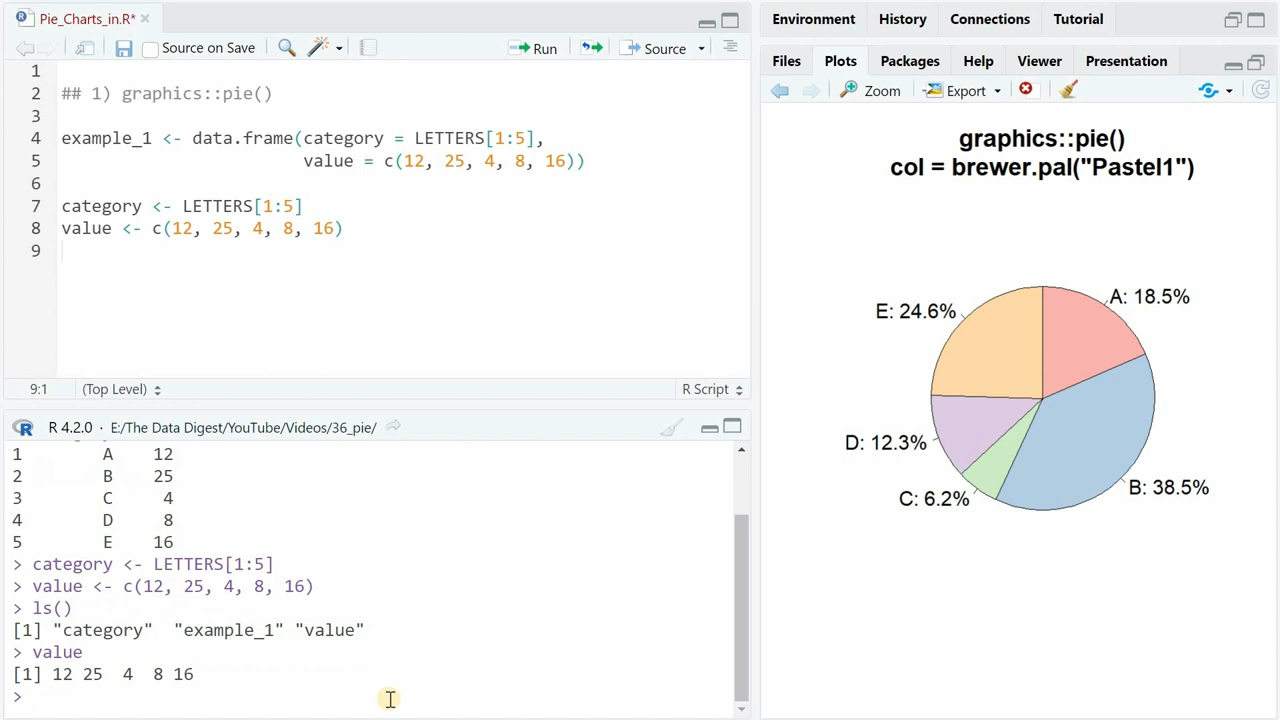 Pie_Charts_in.R*
Source on Save
Run
Source
1
2 ## 1) graphics::pie()
3
4 example_1 <- data.frame(category = LETTERS[1:5],
5 value = c(12, 25, 4, 8, 16))
6
7 category <- LETTERS[1:5]
8 value <- c(12, 25, 4, 8, 16)
9
9:1 (Top Level) R Script
R 4.2.0 · E:/The Data Digest/YouTube/Videos/36_pie/
1 A 12
2 B 25
3 C 4
4 D 8
5 E 16
> category <- LETTERS[1:5]
> value <- c(12, 25, 4, 8, 16)
> ls()
[1] "category" "example_1" "value"
> value
[1] 12 25 4 8 16
>
Environment History Connections Tutorial
Files Plots Packages Help Viewer Presentation
Zoom Export
graphics::pie()
col = brewer.pal("Pastel1")
A: 18.5%
E: 24.6%
D: 12.3%
B: 38.5%
C: 6.2%